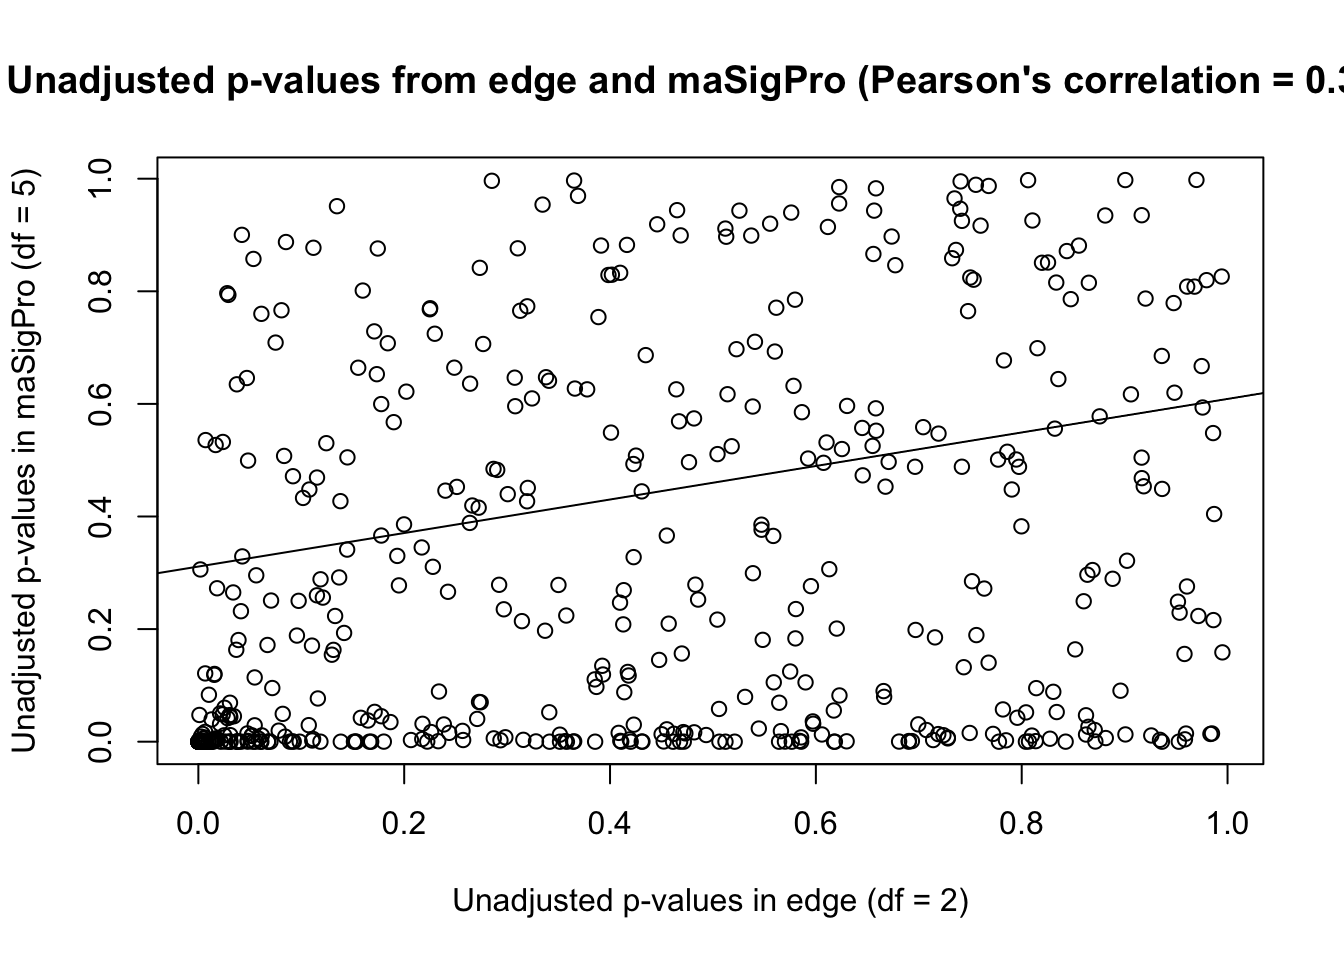 Unadjusted p-values from edge and maSigPro (Pearson's correlation = 0.3
Unadjusted p-values in maSigPro (df = 5)
1.0
0.8
0.6
0.4
0.2
0.0
0.0 0.2 0.4 0.6 0.8 1.0
Unadjusted p-values in edge (df = 2)